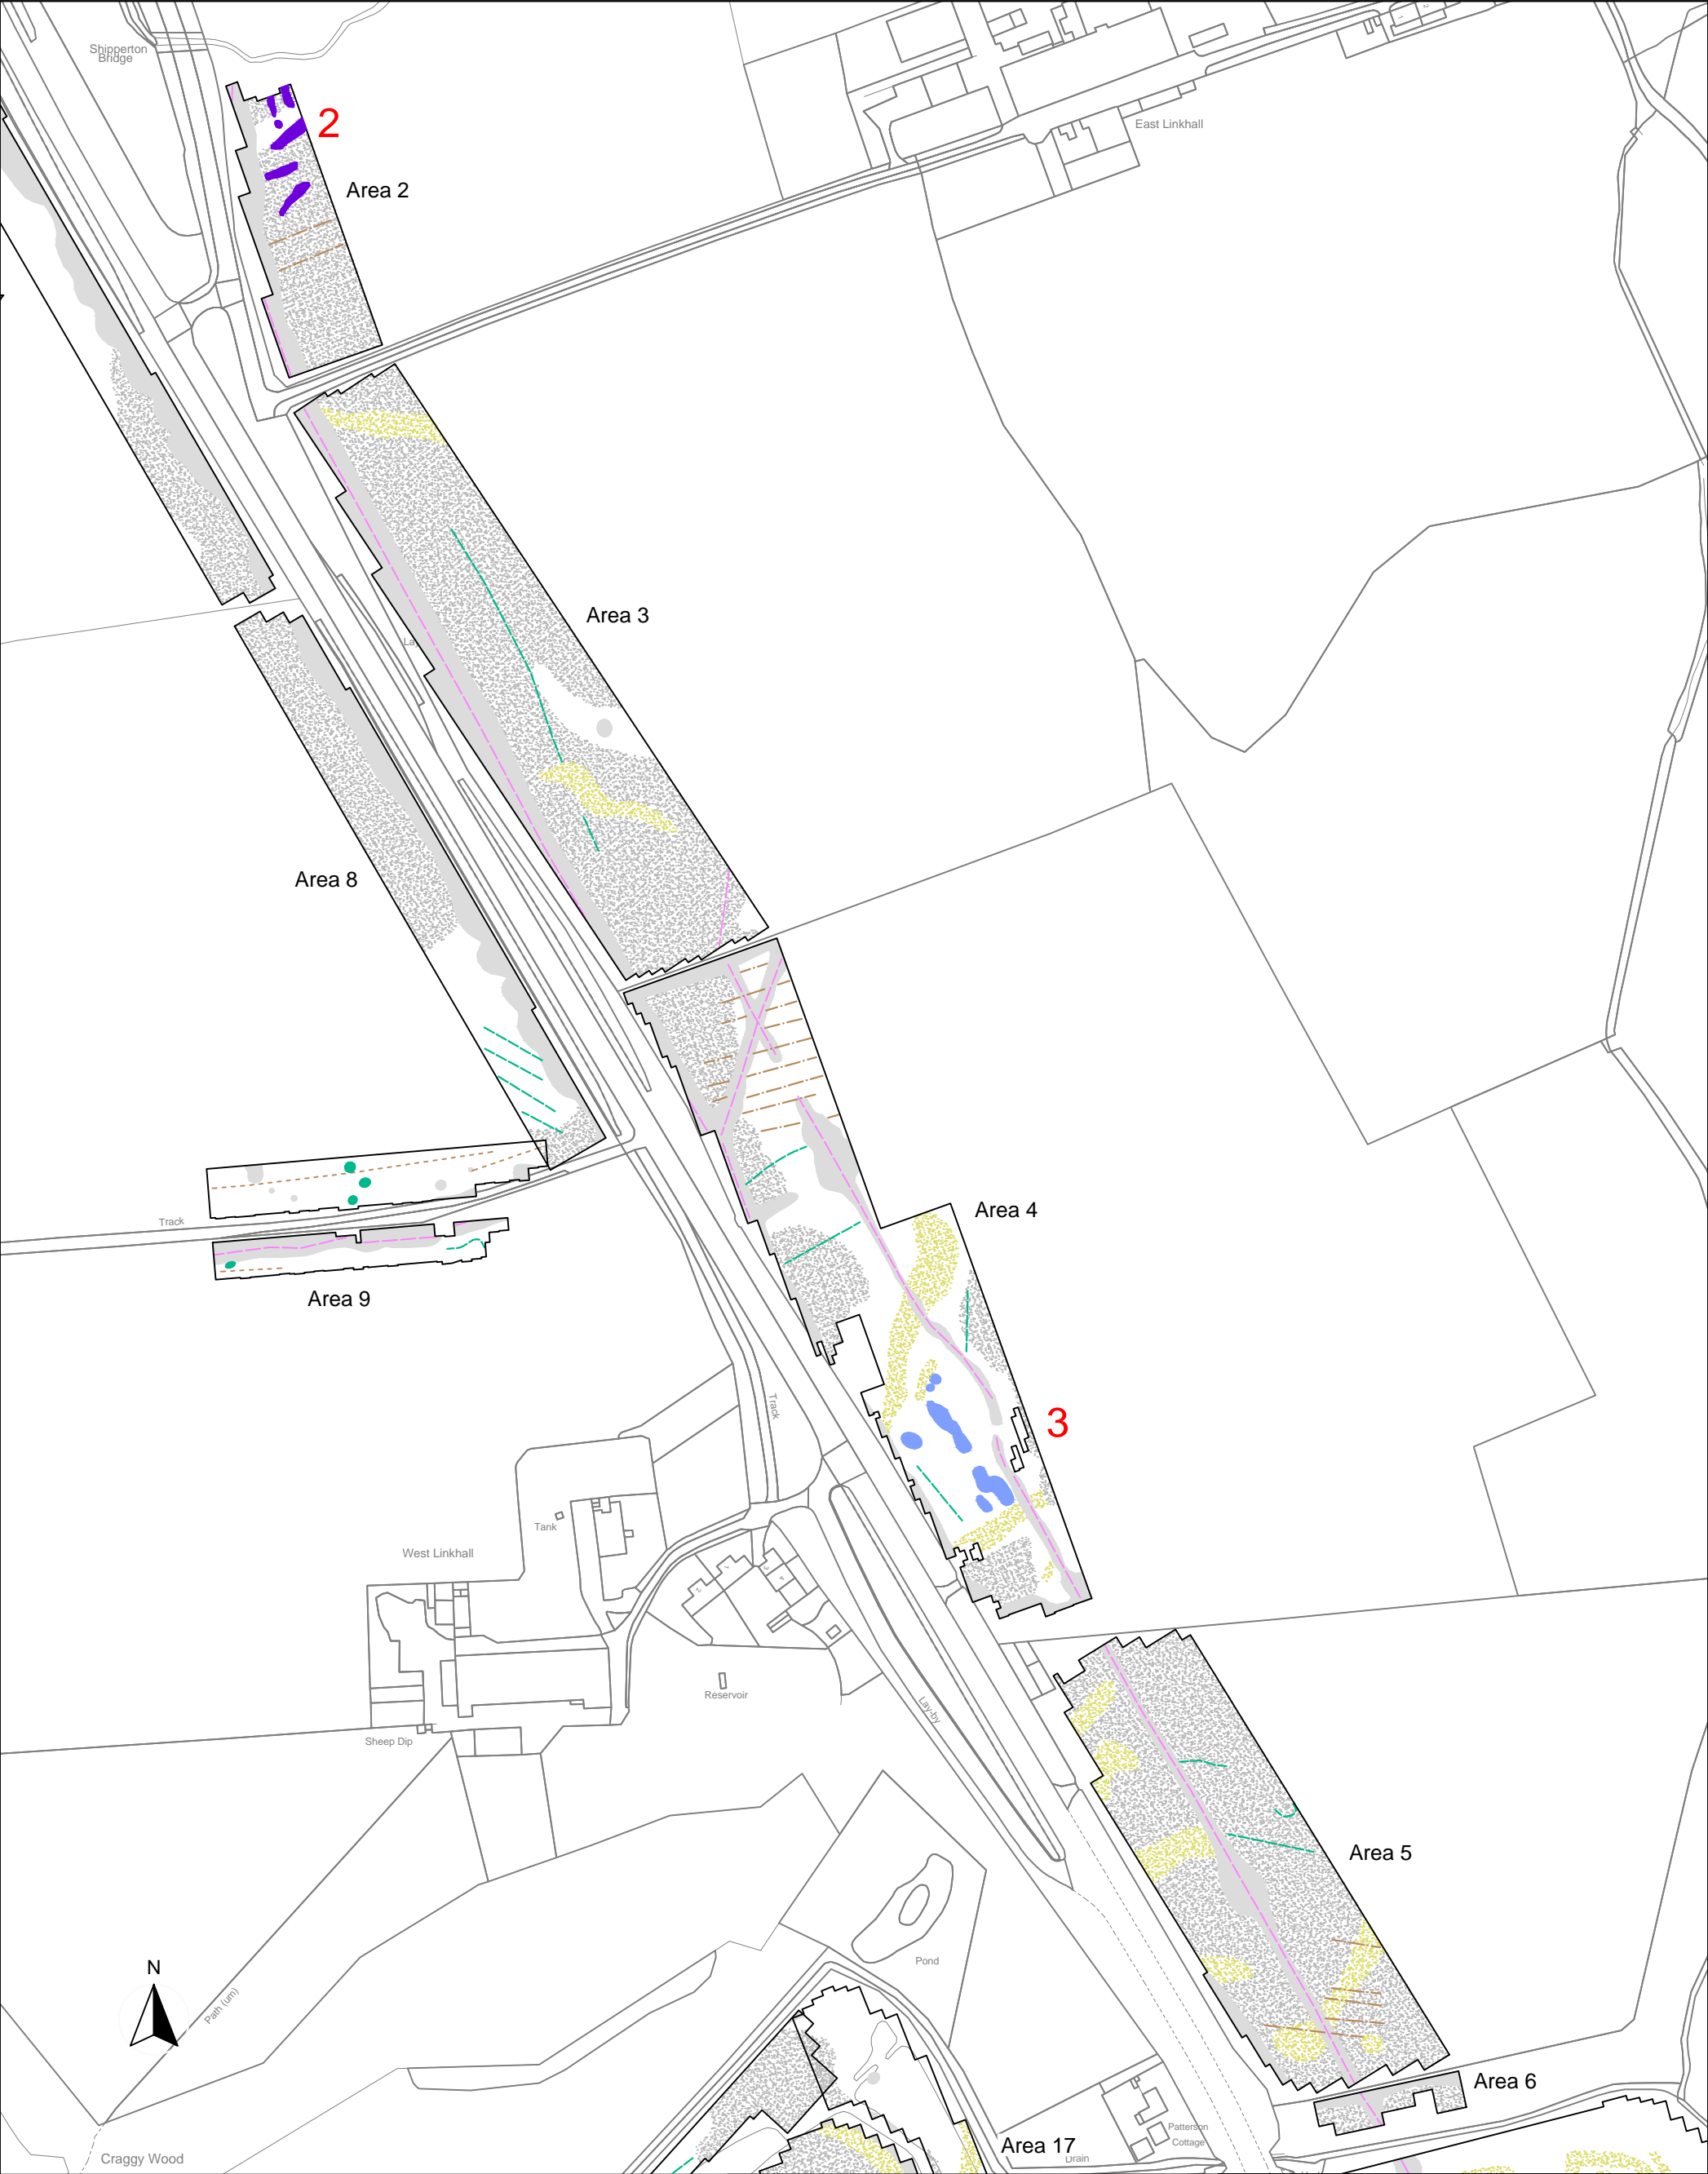 Shipperton
Bridge
2
East Linkhall
Area 2
Area 3
La
Area 8
Area 4
Track
Area 9
Track
3
Tank
West Linkhall
Reservoir
Lay-by
Sheep Dip
Area 5
Pond
N
Path (um)
Area 6
Patterson
Cottage
Area 17
Drain
Craggy Wood